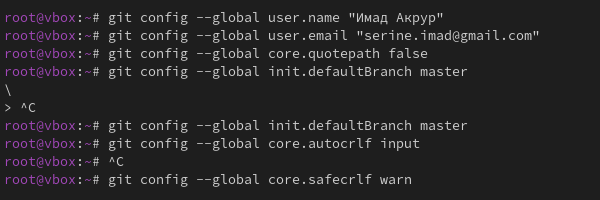 root@vbox:~# git config --global user.name "Имад Акрур"
root@vbox:~# git config --global user.email "serine.imad@gmail.com"
root@vbox:~# git config --global core.quotepath false
root@vbox:~# git config --global init.defaultBranch master
\
> ^C
root@vbox:~# git config --global init.defaultBranch master
root@vbox:~# git config --global core.autocrlf input
root@vbox:~# ^C
root@vbox:~# git config --global core.safecrlf warn